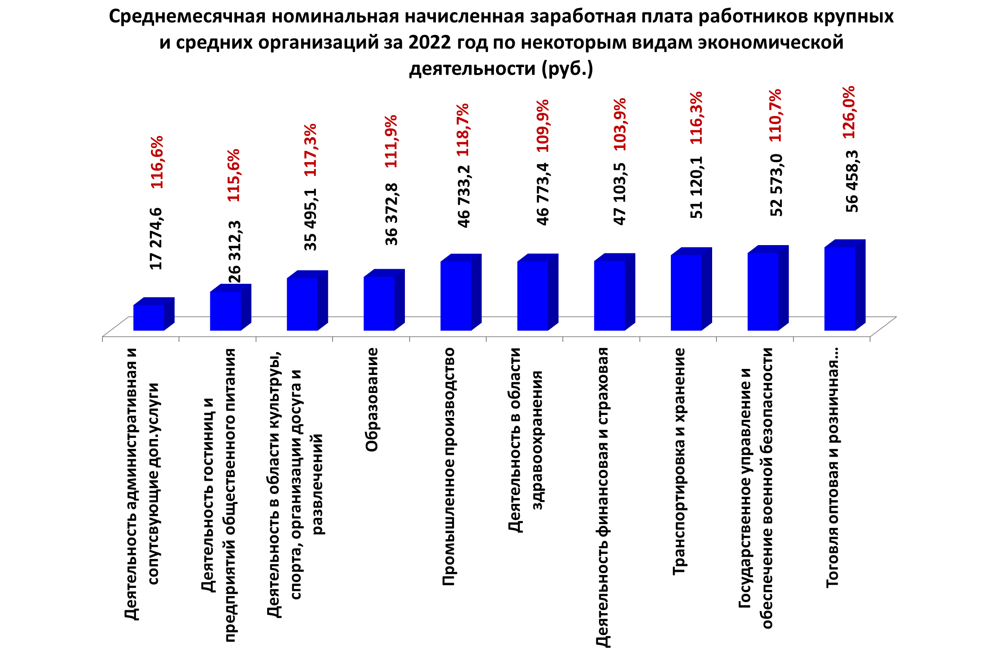 Среднемесячная номинальная начисленная заработная плата работников крупных
и средних организаций за 2022 год по некоторым видам экономической
деятельности (руб.)
17 274,6 116,6%
26 312,3 115,6%
35 495,1 117,3%
36 372,8 111,9%
46 733,2 118,7%
46 773,4 109,9%
47 103,5 103,9%
51 120,1 116,3%
52 573,0 110,7%
56 458,3 126,0%
Деятельность административная и
сопутсвующие доп.услуги
Деятельность гостиниц и
предприятий общественного питания
Деятельность в области культруы,
спорта, организации досуга и
развлечений
Образование
Промышленное производство
Деятельность в области
здравоохранения
Деятельность финансовая и страховая
Транспортировка и хранение
Государственное управление и
обеспечение военной безопасности
Тоговля оптовая и розничная...